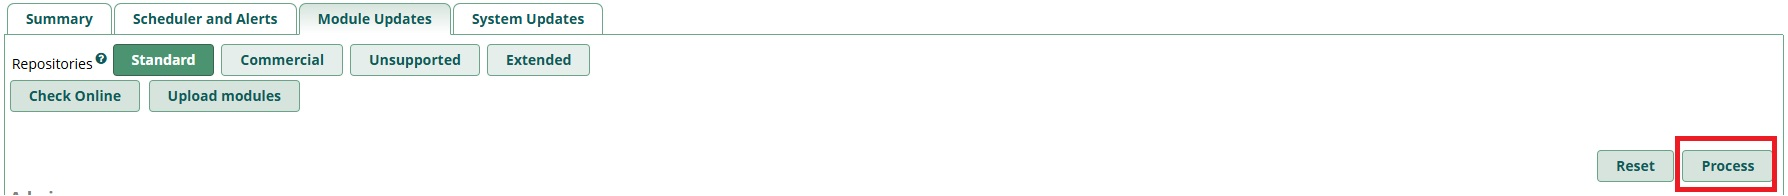 Summary Scheduler and Alerts Module Updates System Updates
Repositories ? Standard Commercial Unsupported Extended
Check Online Upload modules
Reset Process